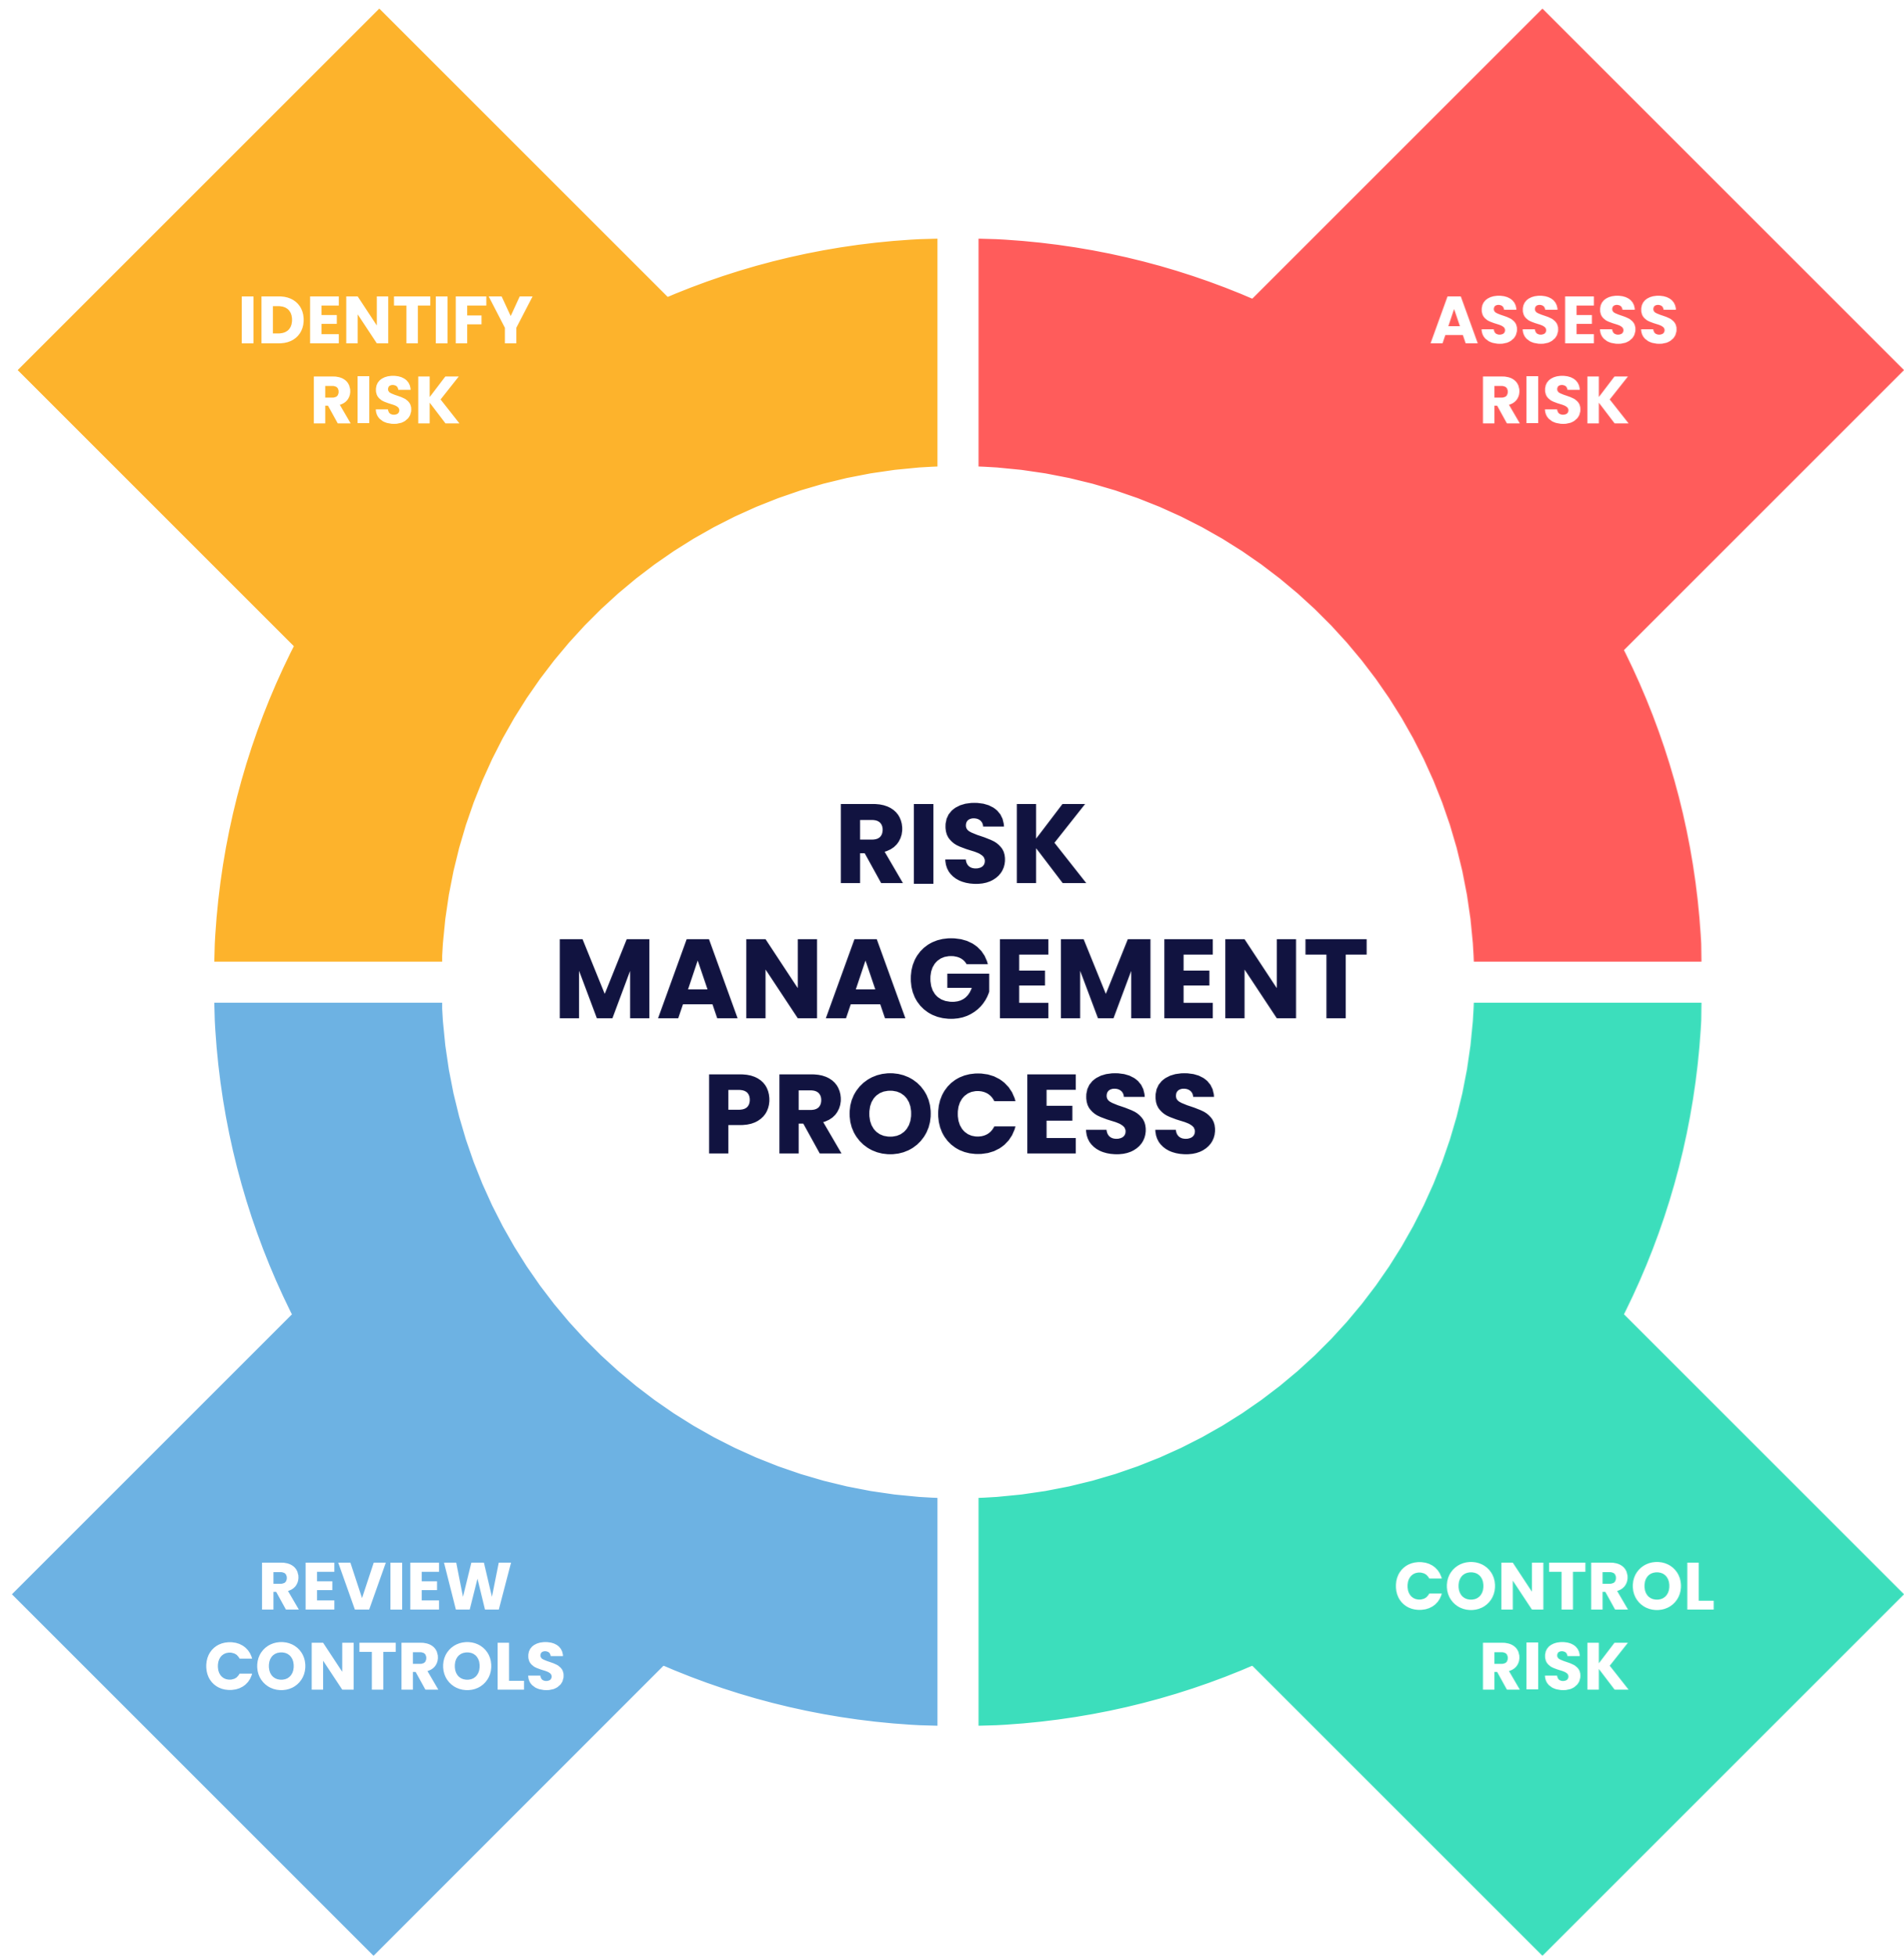 IDENTIFY
RISK
ASSESS
RISK
RISK
MANAGEMENT
PROCESS
REVIEW
CONTROLS
CONTROL
RISK